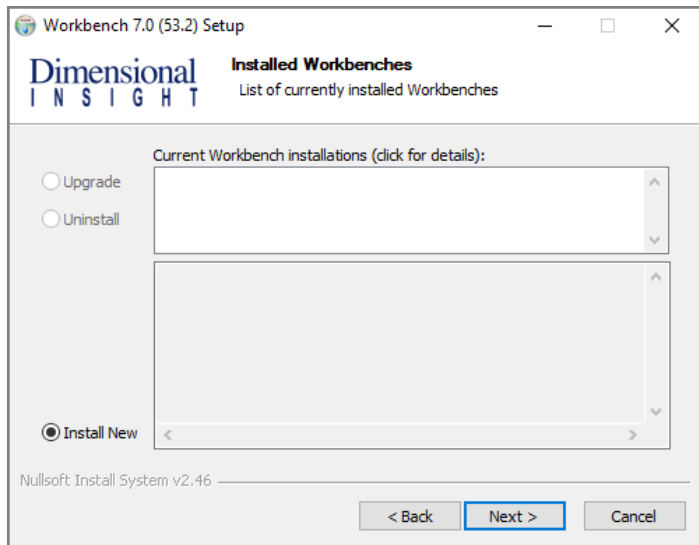 Workbench 7.0 (53.2) Setup
Dimensional
INSIGHT
Installed Workbenches
List of currently installed Workbenches
Current Workbench installations (click for details):
Upgrade
Uninstall
Install New
Nullsoft Install System v2.46
< Back Next > Cancel